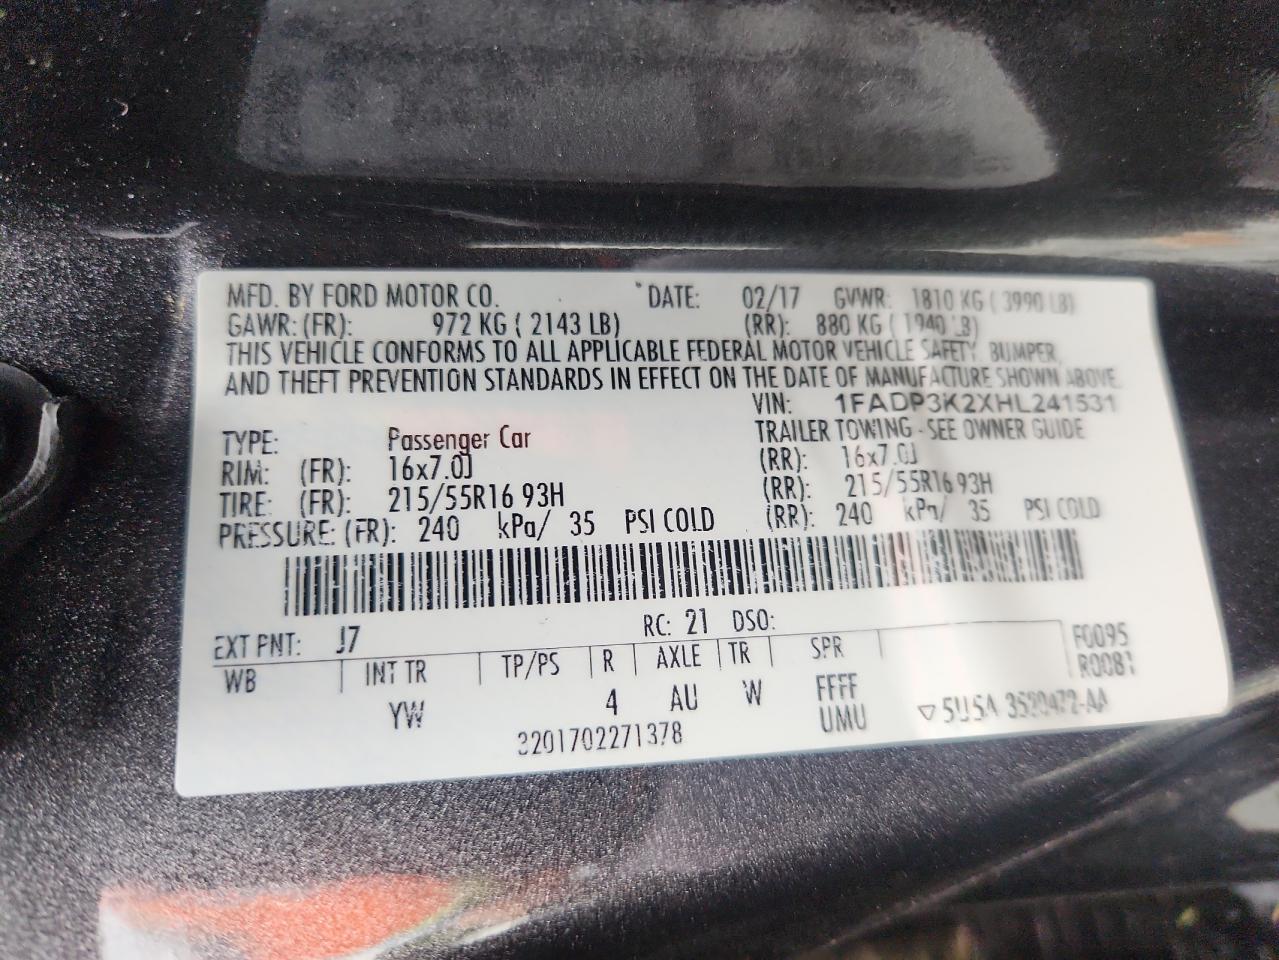 MFD. BY FORD MOTOR CO. *DATE: 02/17 GVWR: 1810 KG ( 3990 LB)
GAWR: (FR): 972 KG ( 2143 LB) (RR): 880 KG ( 1940 LB)
THIS VEHICLE CONFORMS TO ALL APPLICABLE FEDERAL MOTOR VEHICLE SAFETY, BUMPER,
AND THEFT PREVENTION STANDARDS IN EFFECT ON THE DATE OF MANUFACTURE SHOWN ABOVE.
VIN: 1FADP3K2XHL241531
TYPE: Passenger Car TRAILER TOWING - SEE OWNER GUIDE
RIM: (FR): 16x7.0J (RR): 16x7.0J
TIRE: (FR): 215/55R16 93H (RR): 215/55R16 93H
PRESSURE: (FR): 240 kPa/ 35 PSI COLD (RR): 240 kPa/ 35 PSI COLD
EXT PNT: J7 RC: 21 DSO:
WB INT TR TP/PS R AXLE TR SPR F0095
R0081
YW 4 AU W FFFF
UMU
3201702271378